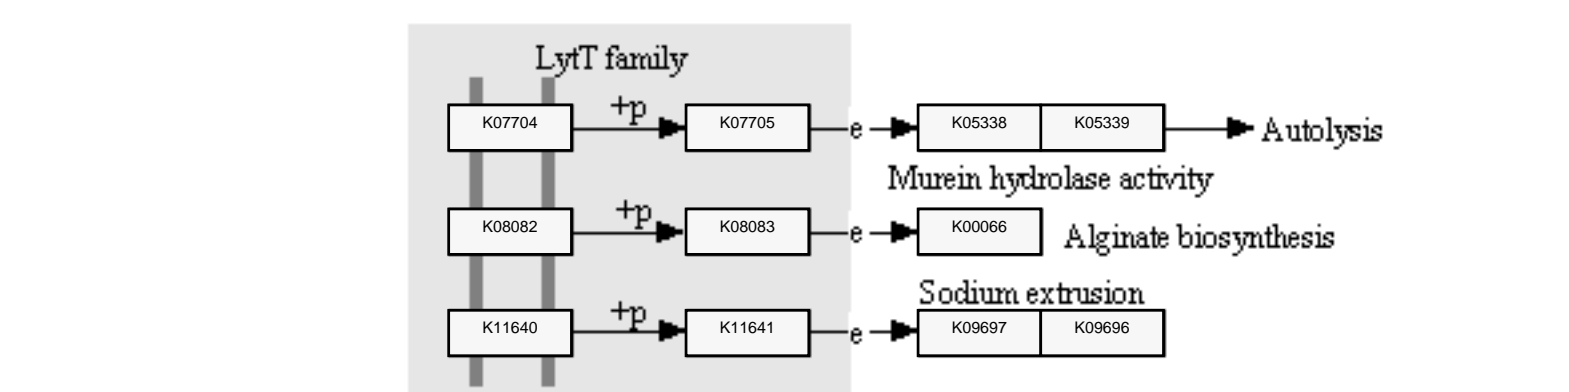 LytT family
K07704 +p K07705 e K05338 K05339 Autolysis
Murein hydrolase activity
K08082 +p K08083 e K00066 Alginate biosynthesis
Sodium extrusion
K11640 +p K11641 e K09697 K09696